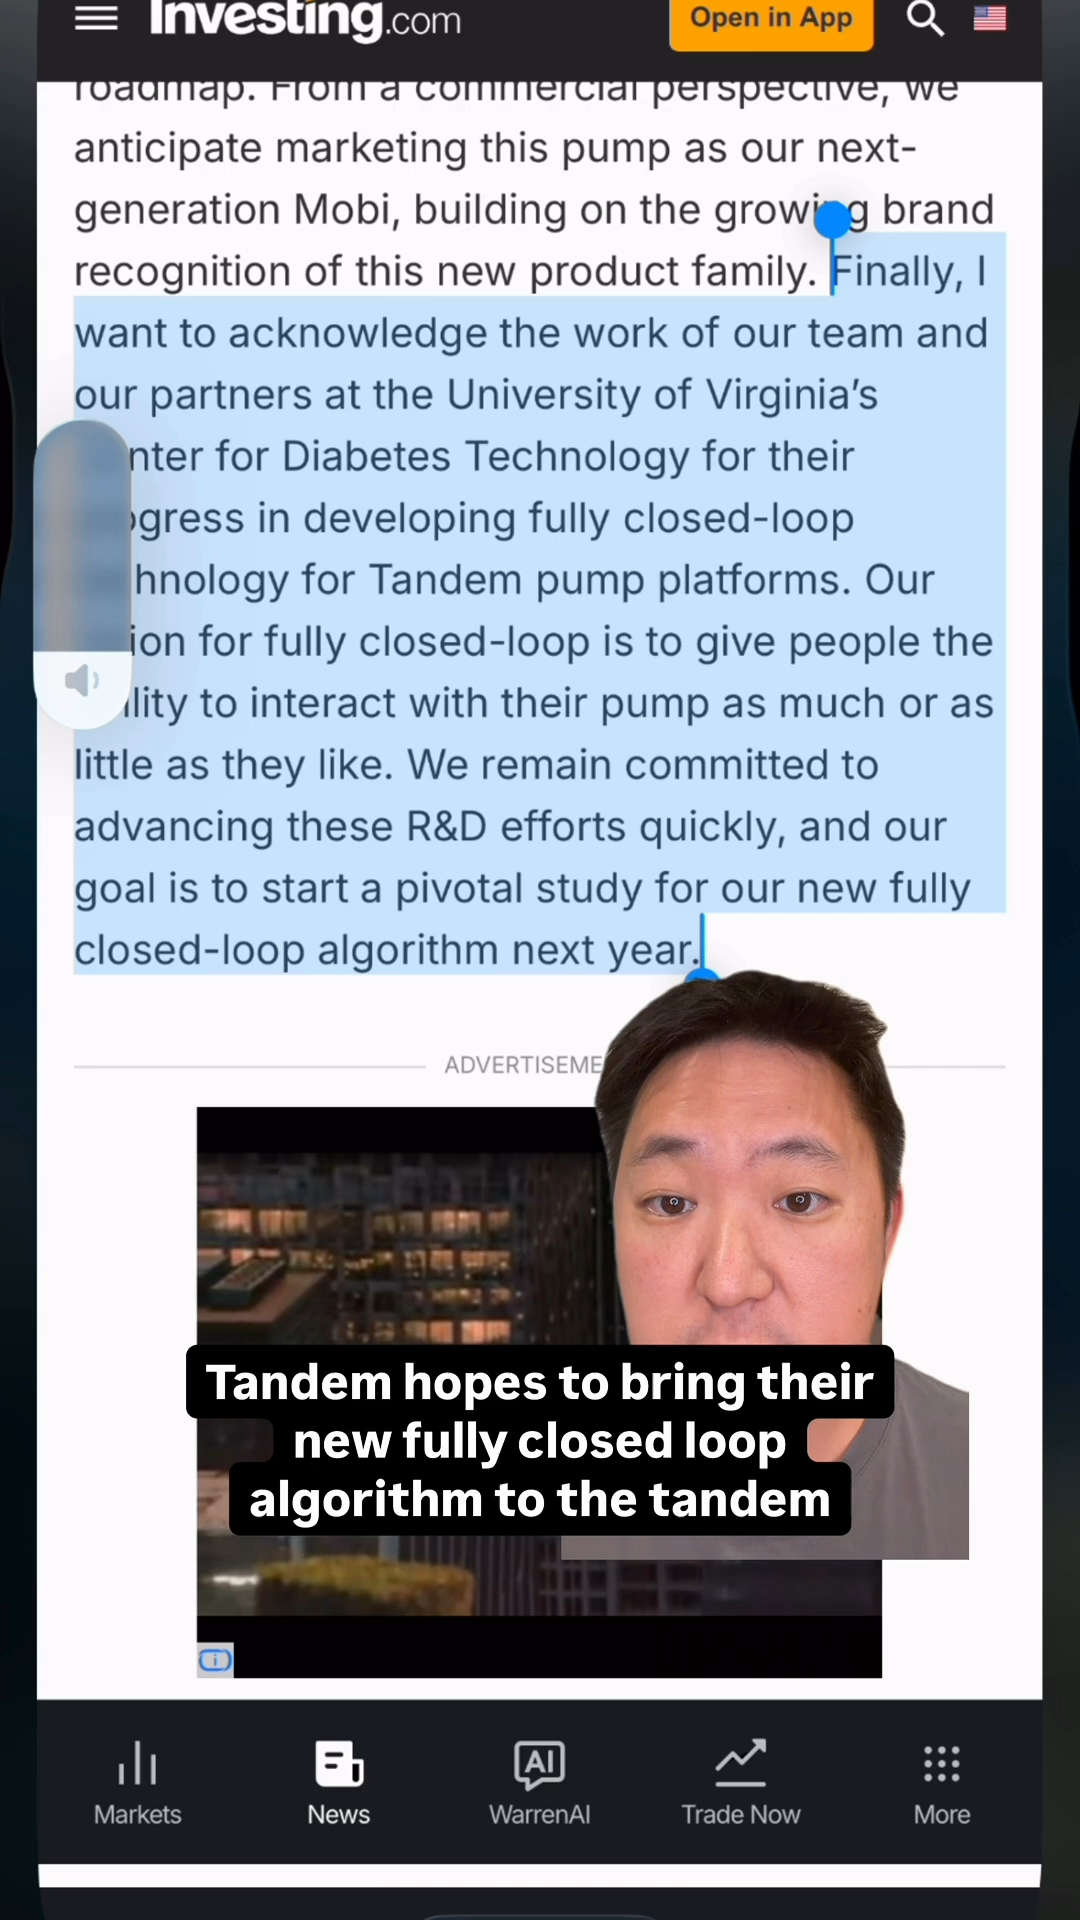 Investing.com
Open in App
roadmap. From a commercial perspective, we
anticipate marketing this pump as our next-
generation Mobi, building on the growing brand
recognition of this new product family. Finally, I
want to acknowledge the work of our team and
our partners at the University of Virginia’s
nter for Diabetes Technology for their
ogress in developing fully closed-loop
hnology for Tandem pump platforms. Our
ion for fully closed-loop is to give people the
ility to interact with their pump as much or as
little as they like. We remain committed to
advancing these R&D efforts quickly, and our
goal is to start a pivotal study for our new fully
closed-loop algorithm next year.
ADVERTISEME
Tandem hopes to bring their
new fully closed loop
algorithm to the tandem
Markets
News
AI
WarrenAI
Trade Now
More